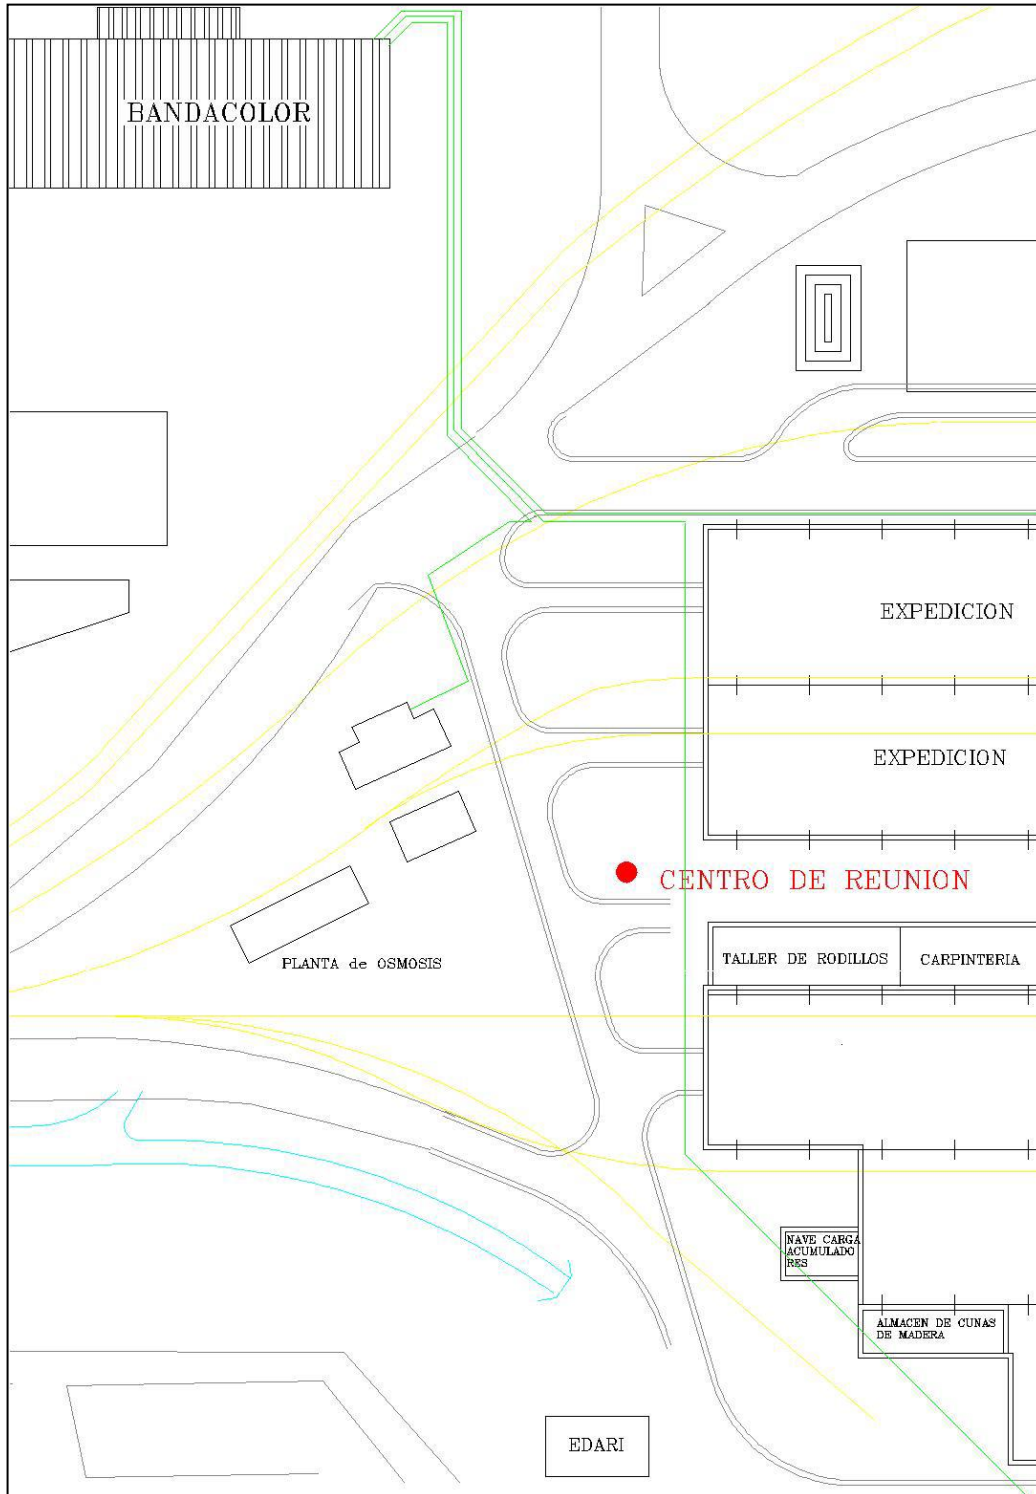 BANDACOLOR
EXPEDICION
EXPEDICION
CENTRO DE REUNION
TALLER DE RODILLOS
CARPINTERIA
PLANTA de OSMOSIS
NAVE CARGA
ACUMULADO
RES
ALMACEN DE CUNAS
DE MADERA
EDARI